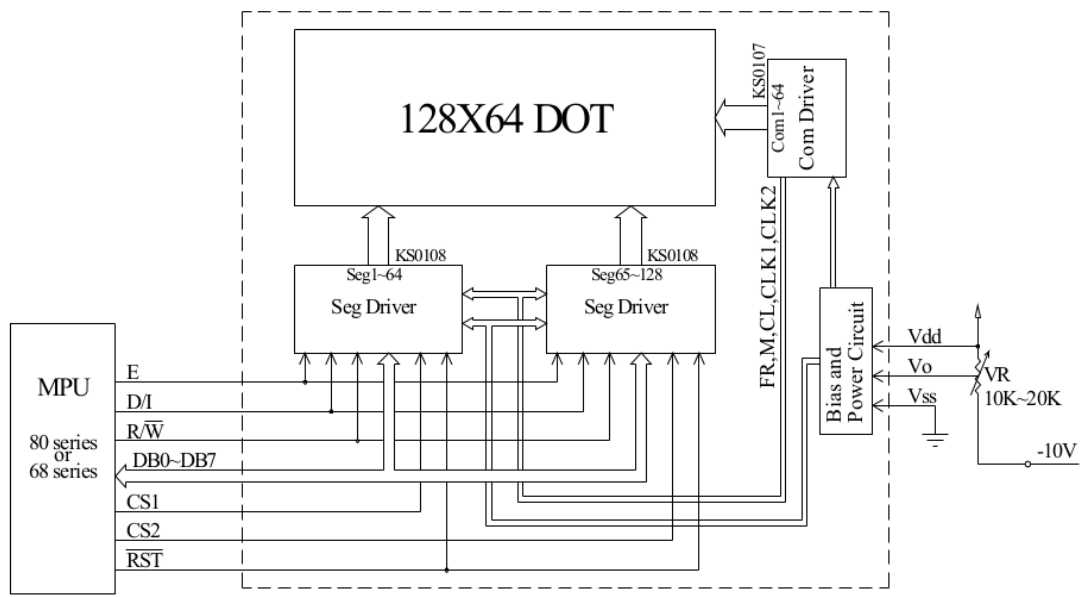 128X64 DOT
KS0107
Com1~64
Com Driver
FR,M,CL,CLK1,CLK2
KS0108
Seg1~64
Seg Driver
KS0108
Seg65~128
Seg Driver
Bias and
Power Circuit
Vdd
Vo
Vss
VR
10K~20K
-10V
MPU
80 series
or
68 series
E
D/I
R/W̅
DB0~DB7
CS1
CS2
R̅S̅T̅